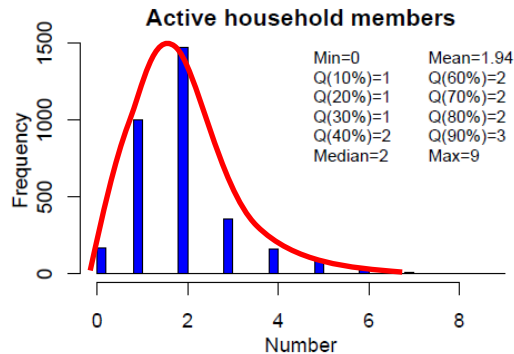 Active household members
Min=0 Mean=1.94
Q(10%)=1 Q(60%)=2
Q(20%)=1 Q(70%)=2
Q(30%)=1 Q(80%)=2
Q(40%)=2 Q(90%)=3
Median=2 Max=9
1500
1000
500
0
Frequency
0 2 4 6 8
Number